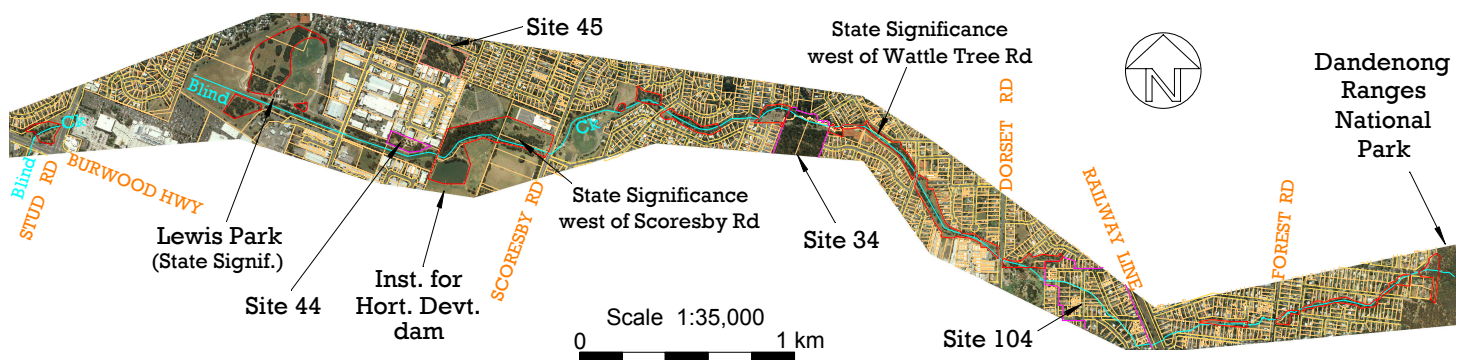 Site 45
State Significance
west of Wattle Tree Rd
N
Dandenong
Ranges
National
Park
Blind
Ck
Blind
Ck
STUD RD
BURWOOD HWY
Lewis Park
(State Signif.)
Site 44
Inst. for
Hort. Devt.
dam
SCORESBY RD
State Significance
west of Scoresby Rd
Site 34
DORSET RD
RAILWAY LINE
FOREST RD
Site 104
Scale 1:35,000
0 1 km